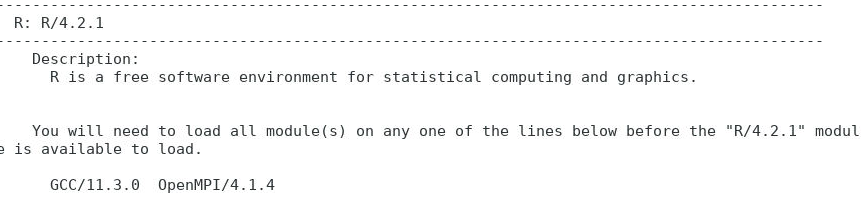 ----------------------------------------------------------------------------------------------
R: R/4.2.1
----------------------------------------------------------------------------------------------
Description:
R is a free software environment for statistical computing and graphics.
You will need to load all module(s) on any one of the lines below before the "R/4.2.1" modul
e is available to load.
GCC/11.3.0  OpenMPI/4.1.4